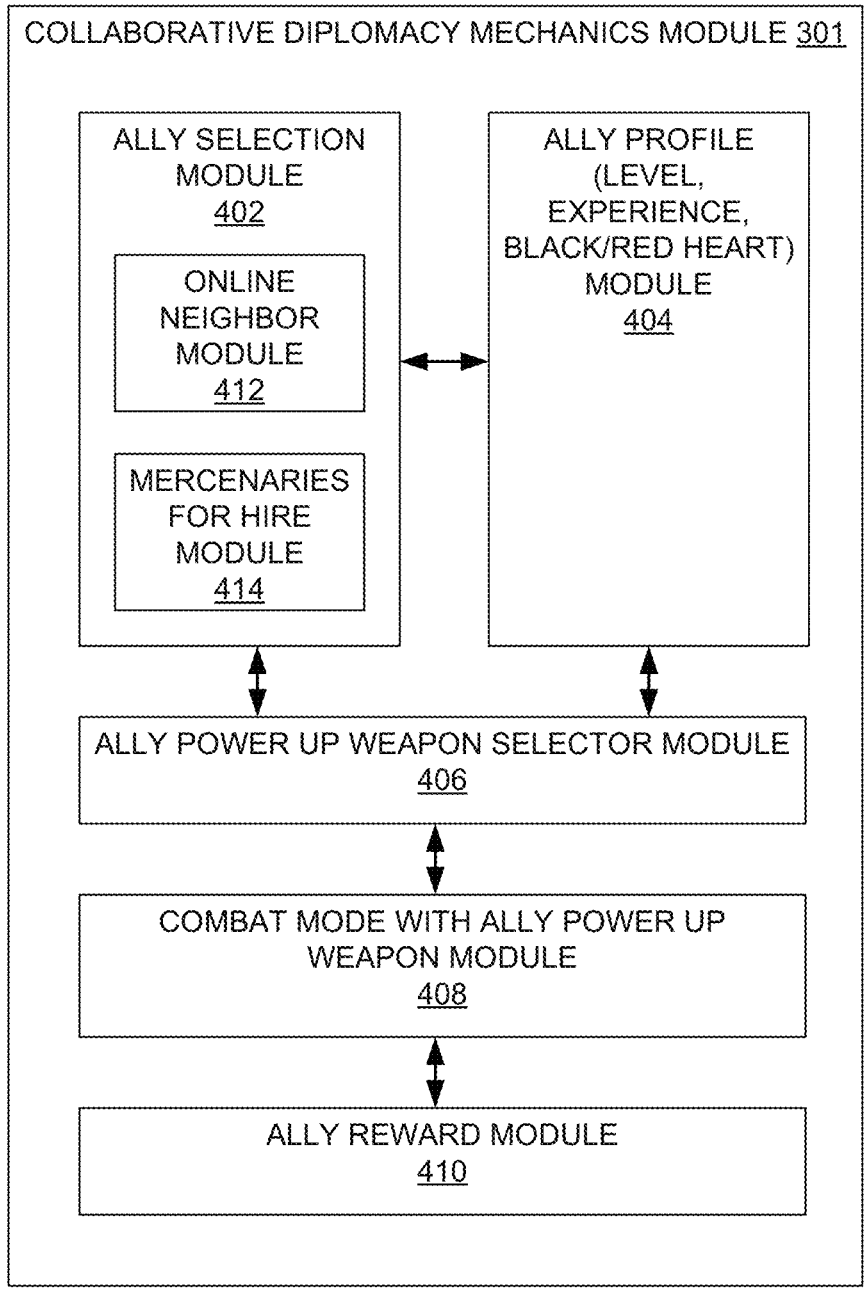 COLLABORATIVE DIPLOMACY MECHANICS MODULE 301
ALLY SELECTION
MODULE
402
ONLINE
NEIGHBOR
MODULE
412
MERCENARIES
FOR HIRE
MODULE
414
ALLY PROFILE
(LEVEL,
EXPERIENCE,
BLACK/RED HEART)
MODULE
404
ALLY POWER UP WEAPON SELECTOR MODULE
406
COMBAT MODE WITH ALLY POWER UP
WEAPON MODULE
408
ALLY REWARD MODULE
410